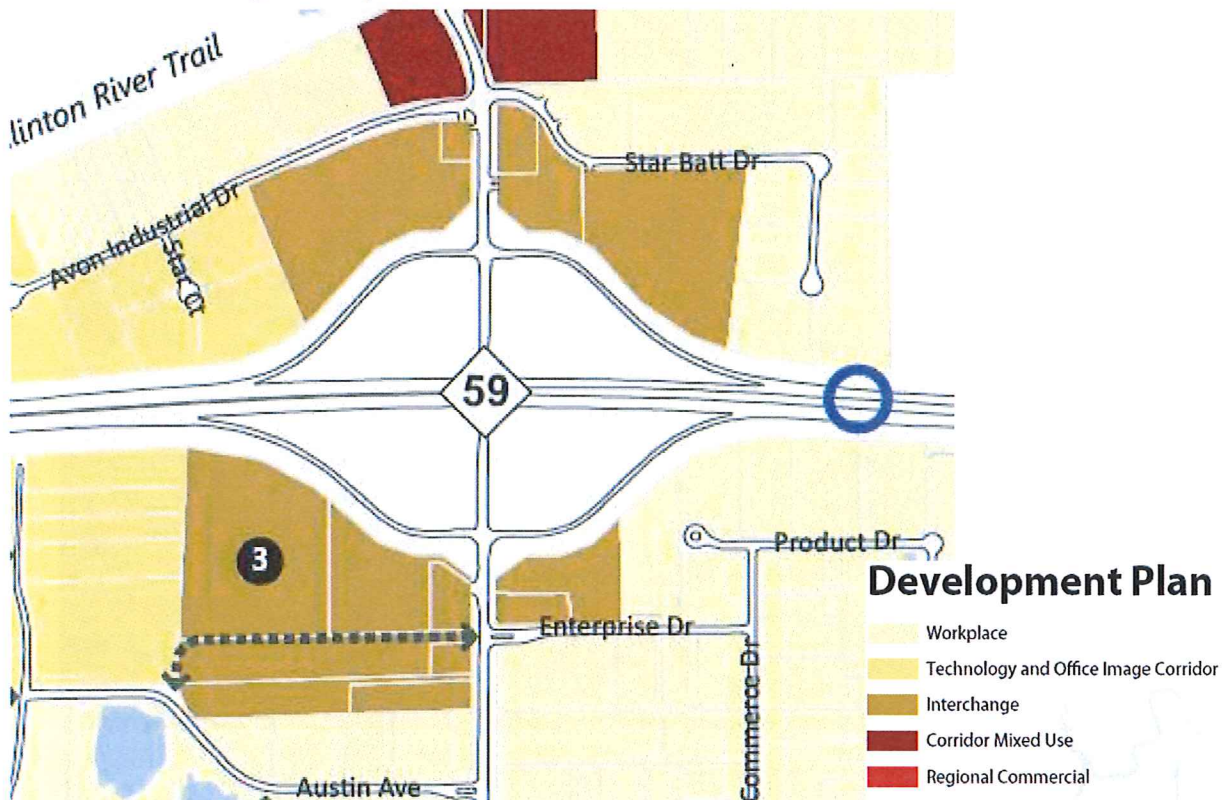 linton River Trail
Star Batt Dr
Avon Industrial Dr
Star Ct
59
3
Product Dr
Enterprise Dr
Commerce Dr
Austin Ave
Development Plan
Workplace
Technology and Office Image Corridor
Interchange
Corridor Mixed Use
Regional Commercial